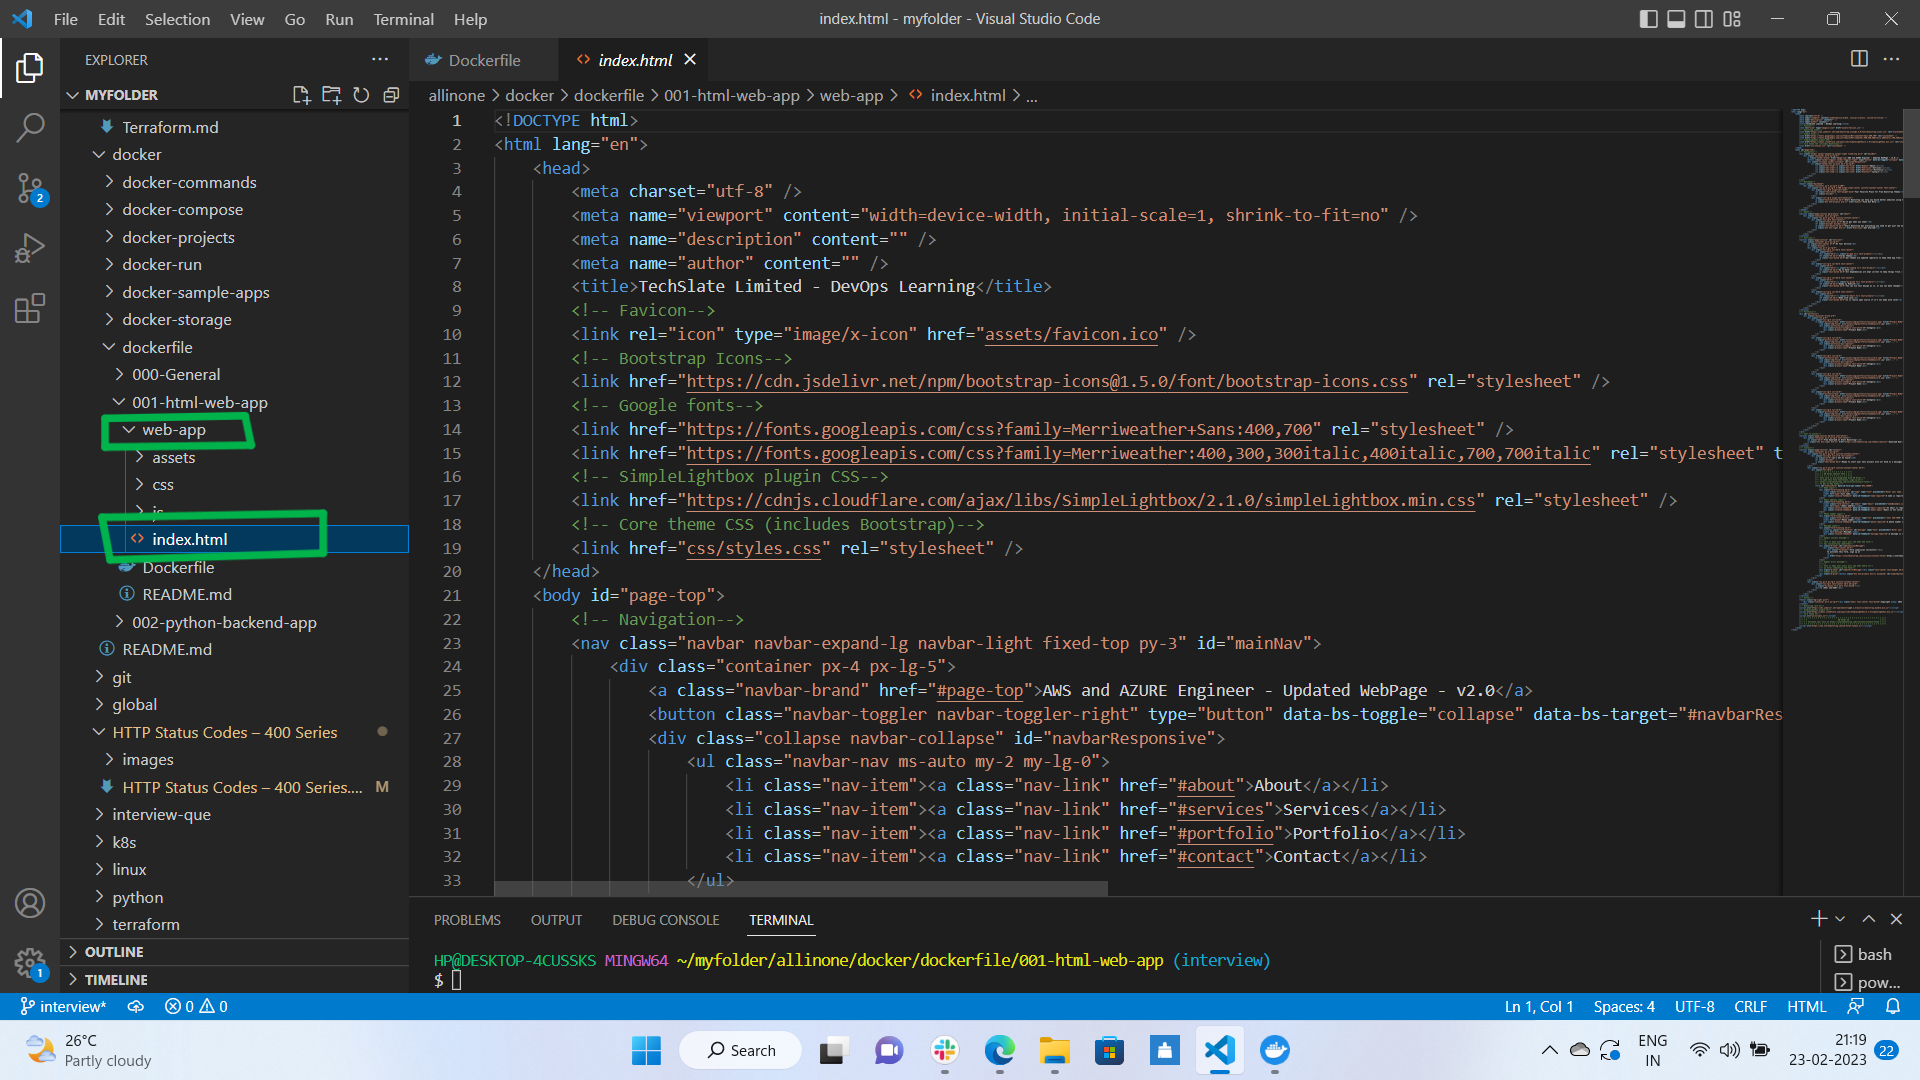 File Edit Selection View Go Run Terminal Help
index.html - myfolder - Visual Studio Code
EXPLORER
MYFOLDER
Terraform.md
docker
docker-commands
docker-compose
docker-projects
docker-run
docker-sample-apps
docker-storage
dockerfile
000-General
001-html-web-app
web-app
assets
css
js
index.html
Dockerfile
README.md
002-python-backend-app
README.md
git
global
HTTP Status Codes – 400 Series
images
HTTP Status Codes – 400 Series.... M
interview-que
k8s
linux
python
terraform
OUTLINE
TIMELINE
2
1
Dockerfile
index.html
allinone > docker > dockerfile > 001-html-web-app > web-app > index.html > ...
1 <!DOCTYPE html>
2 <html lang="en">
3 <head>
4 <meta charset="utf-8" />
5 <meta name="viewport" content="width=device-width, initial-scale=1, shrink-to-fit=no" />
6 <meta name="description" content="" />
7 <meta name="author" content="" />
8 <title>TechSlate Limited - DevOps Learning</title>
9 <!-- Favicon-->
10 <link rel="icon" type="image/x-icon" href="assets/favicon.ico" />
11 <!-- Bootstrap Icons-->
12 <link href="https://cdn.jsdelivr.net/npm/bootstrap-icons@1.5.0/font/bootstrap-icons.css" rel="stylesheet" />
13 <!-- Google fonts-->
14 <link href="https://fonts.googleapis.com/css?family=Merriweather+Sans:400,700" rel="stylesheet" />
15 <link href="https://fonts.googleapis.com/css?family=Merriweather:400,300,300italic,400italic,700,700italic" rel="stylesheet" t
16 <!-- SimpleLightbox plugin CSS-->
17 <link href="https://cdnjs.cloudflare.com/ajax/libs/SimpleLightbox/2.1.0/simpleLightbox.min.css" rel="stylesheet" />
18 <!-- Core theme CSS (includes Bootstrap)-->
19 <link href="css/styles.css" rel="stylesheet" />
20 </head>
21 <body id="page-top">
22 <!-- Navigation-->
23 <nav class="navbar navbar-expand-lg navbar-light fixed-top py-3" id="mainNav">
24 <div class="container px-4 px-lg-5">
25 <a class="navbar-brand" href="#page-top">AWS and AZURE Engineer - Updated WebPage - v2.0</a>
26 <button class="navbar-toggler navbar-toggler-right" type="button" data-bs-toggle="collapse" data-bs-target="#navbarRes
27 <div class="collapse navbar-collapse" id="navbarResponsive">
28 <ul class="navbar-nav ms-auto my-2 my-lg-0">
29 <li class="nav-item"><a class="nav-link" href="#about">About</a></li>
30 <li class="nav-item"><a class="nav-link" href="#services">Services</a></li>
31 <li class="nav-item"><a class="nav-link" href="#portfolio">Portfolio</a></li>
32 <li class="nav-item"><a class="nav-link" href="#contact">Contact</a></li>
33 </ul>
PROBLEMS OUTPUT DEBUG CONSOLE TERMINAL
HP@DESKTOP-4CUSSKS MINGW64 ~/myfolder/allinone/docker/dockerfile/001-html-web-app (interview)
$
bash
pow...
interview* 0 0
Ln 1, Col 1 Spaces: 4 UTF-8 CRLF HTML
26°C
Partly cloudy
Search
ENG
IN
21:19
23-02-2023
22